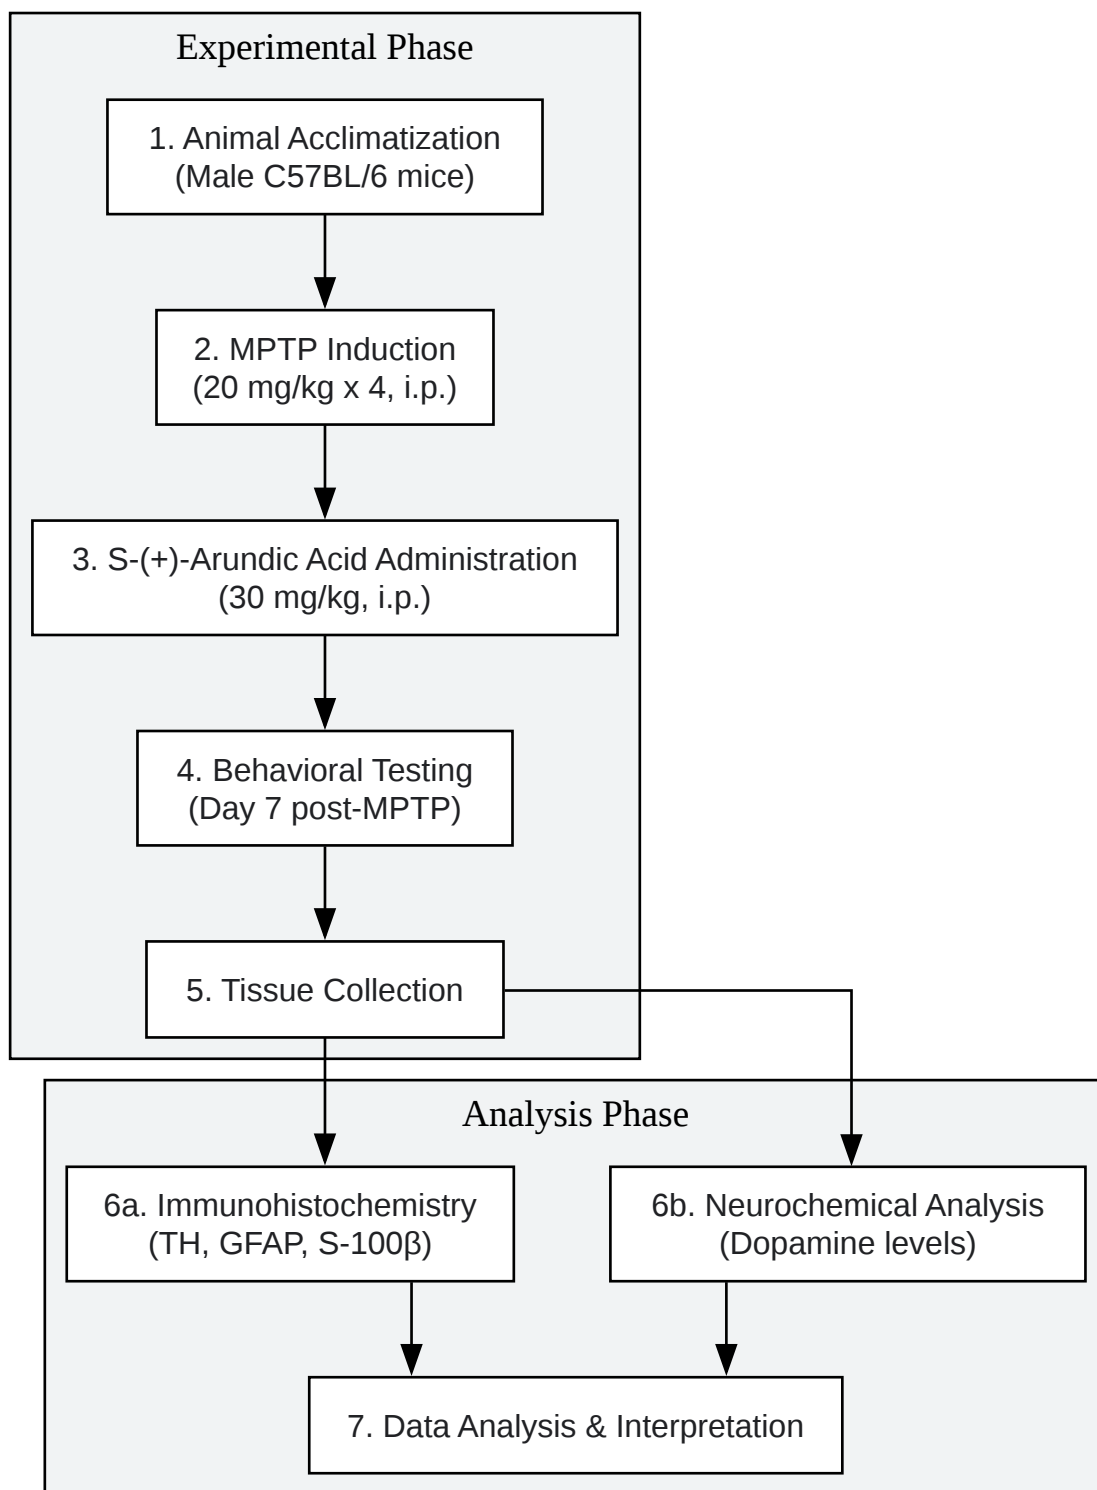 Experimental Phase
1. Animal Acclimatization
(Male C57BL/6 mice)
2. MPTP Induction
(20 mg/kg x 4, i.p.)
3. S-(+)-Arundic Acid Administration
(30 mg/kg, i.p.)
4. Behavioral Testing
(Day 7 post-MPTP)
5. Tissue Collection
Analysis Phase
6a. Immunohistochemistry
(TH, GFAP, S-100β)
6b. Neurochemical Analysis
(Dopamine levels)
7. Data Analysis & Interpretation